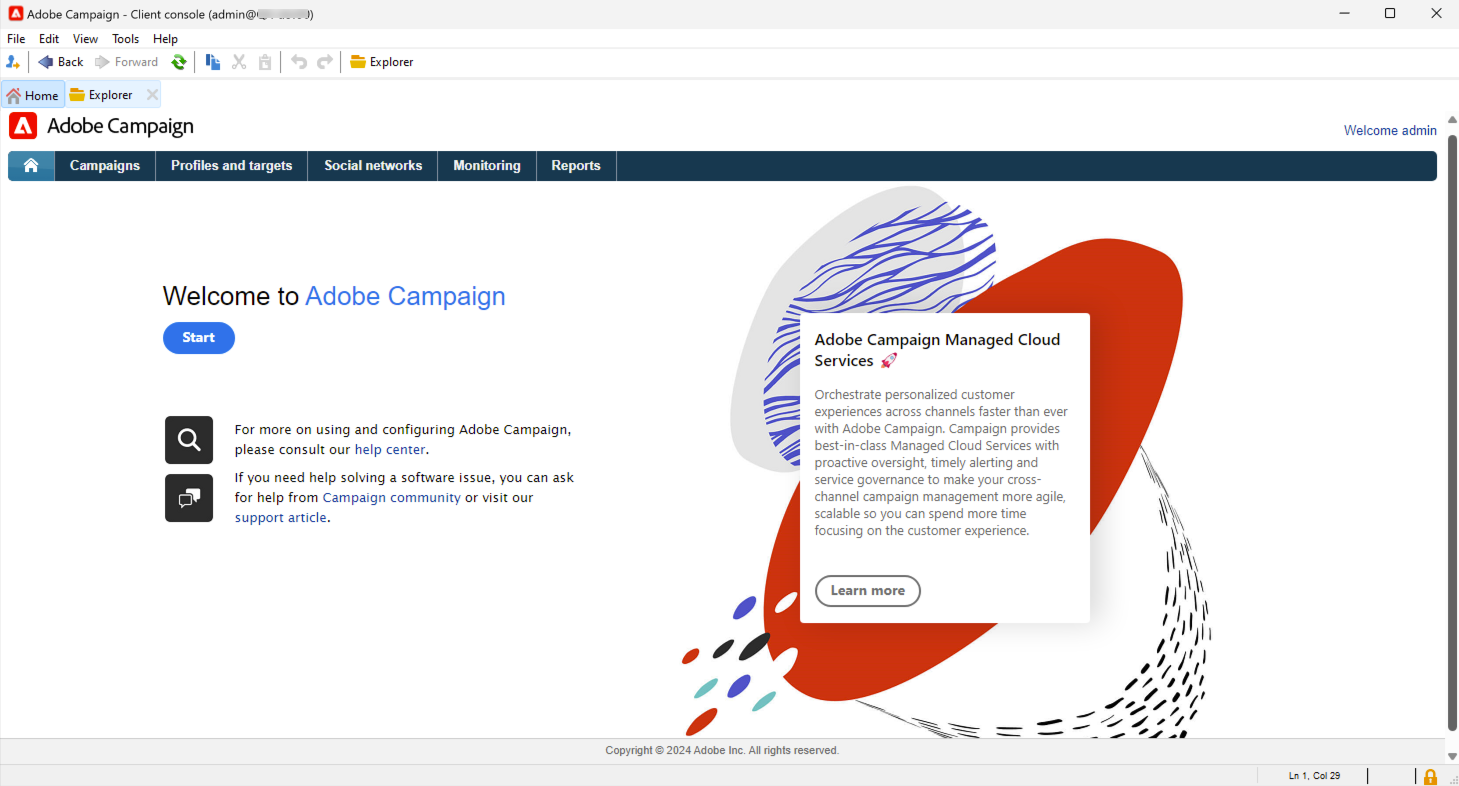 Adobe Campaign - Client console (admin@
File Edit View Tools Help
Back Forward Explorer
Home Explorer
Adobe Campaign
Welcome admin
Campaigns Profiles and targets Social networks Monitoring Reports
Welcome to Adobe Campaign
Start
For more on using and configuring Adobe Campaign,
please consult our help center.
If you need help solving a software issue, you can ask
for help from Campaign community or visit our
support article.
Adobe Campaign Managed Cloud
Services 🚀
Orchestrate personalized customer
experiences across channels faster than ever
with Adobe Campaign. Campaign provides
best-in-class Managed Cloud Services with
proactive oversight, timely alerting and
service governance to make your cross-
channel campaign management more agile,
scalable so you can spend more time
focusing on the customer experience.
Learn more
Copyright © 2024 Adobe Inc. All rights reserved.
Ln 1, Col 29